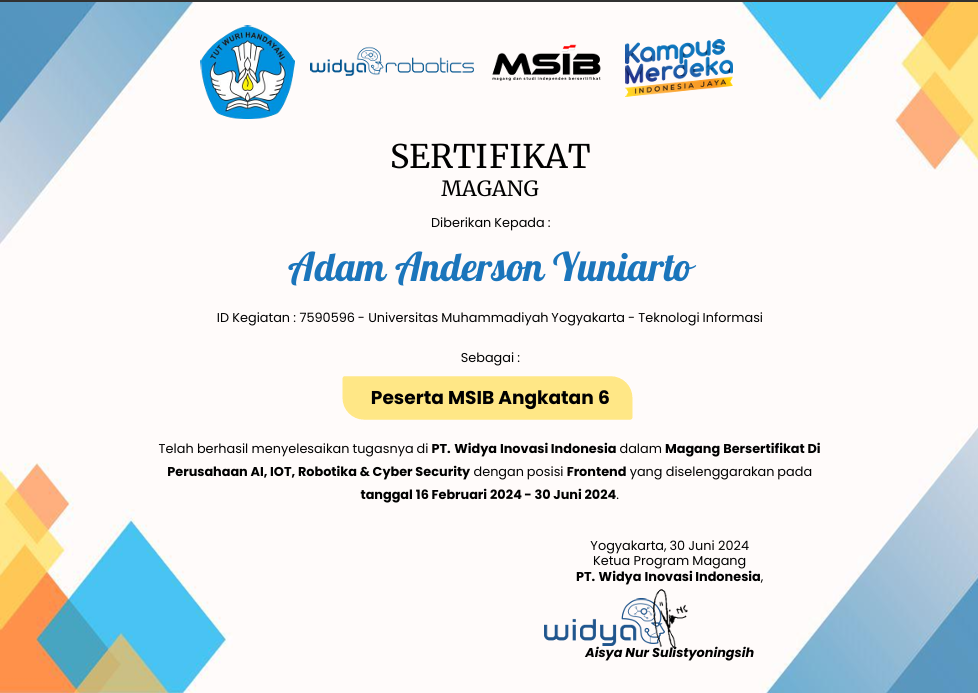 TUT WURI HANDAYANI
widya robotics
MSIB
magang dan studi independen bersertifikat
Kampus
Merdeka
INDONESIA JAYA
SERTIFIKAT
MAGANG
Diberikan Kepada :
Adam Anderson Yuniarto
ID Kegiatan : 7590596 - Universitas Muhammadiyah Yogyakarta - Teknologi Informasi
Sebagai :
Peserta MSIB Angkatan 6
Telah berhasil menyelesaikan tugasnya di PT. Widya Inovasi Indonesia dalam Magang Bersertifikat Di
Perusahaan AI, IOT, Robotika & Cyber Security dengan posisi Frontend yang diselenggarakan pada
tanggal 16 Februari 2024 - 30 Juni 2024.
Yogyakarta, 30 Juni 2024
Ketua Program Magang
PT. Widya Inovasi Indonesia,
widya
Aisya Nur Sulistyoningsih